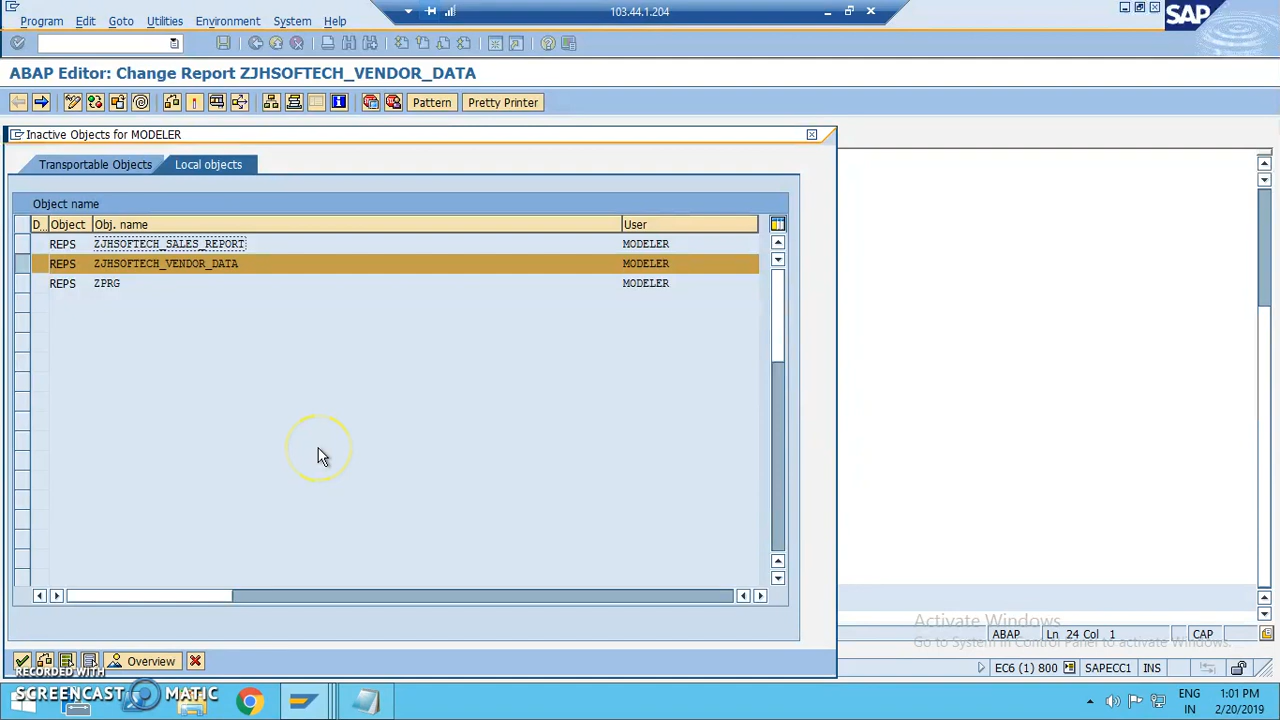 103.44.1.204
Program Edit Goto Utilities Environment System Help
SAP
ABAP Editor: Change Report ZJHSOFTECH_VENDOR_DATA
Pattern Pretty Printer
Inactive Objects for MODELER
Transportable Objects Local objects
Object name
D... Object Obj. name User
REPS ZJHSOFTECH_SALES_REPORT MODELER
REPS ZJHSOFTECH_VENDOR_DATA MODELER
REPS ZPRG MODELER
Activate Windows
Go to System in Control Panel to activate Windows.
ABAP Ln 24 Col 1 CAP
Overview
EC6 (1) 800 SAPECC1 INS
RECORDED WITH
SCREENCAST MATIC
ENG 1:01 PM
IN 2/20/2019